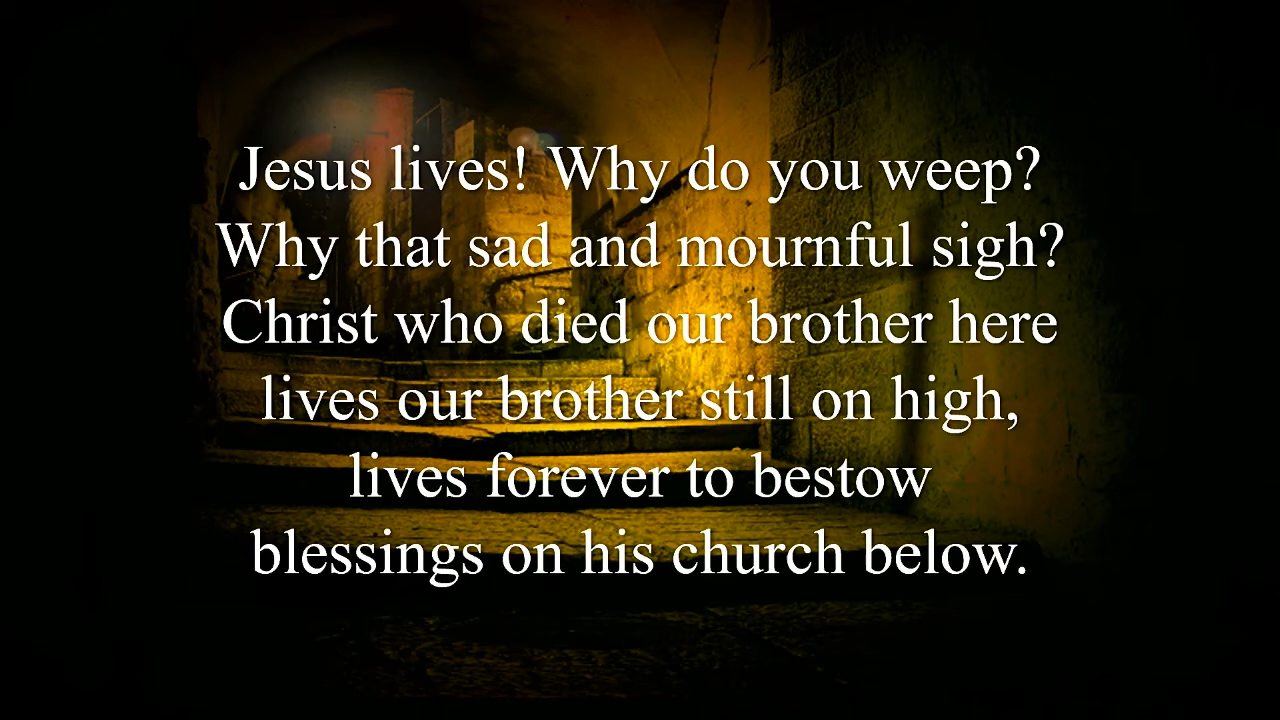 Jesus lives! Why do you weep?
Why that sad and mournful sigh?
Christ who died our brother here
lives our brother still on high,
lives forever to bestow
blessings on his church below.